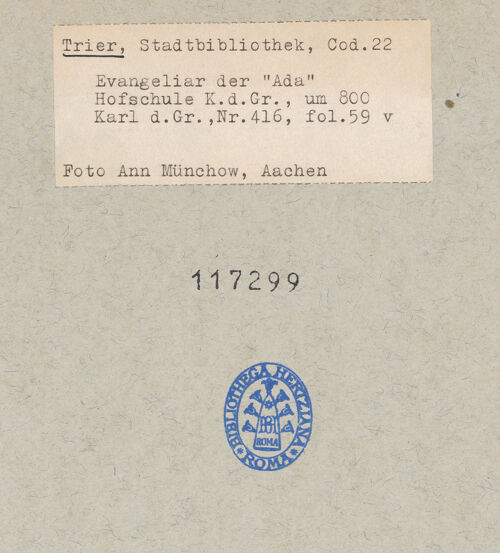 Trier, Stadtbibliothek, Cod.22
Evangeliar der "Ada"
Hofschule K.d.Gr., um 800
Karl d.Gr.,Nr.416, fol.59 v
Foto Ann Münchow, Aachen
117299
BIBLIOTHECA HERTZIANA
ROMA
* ROMA *